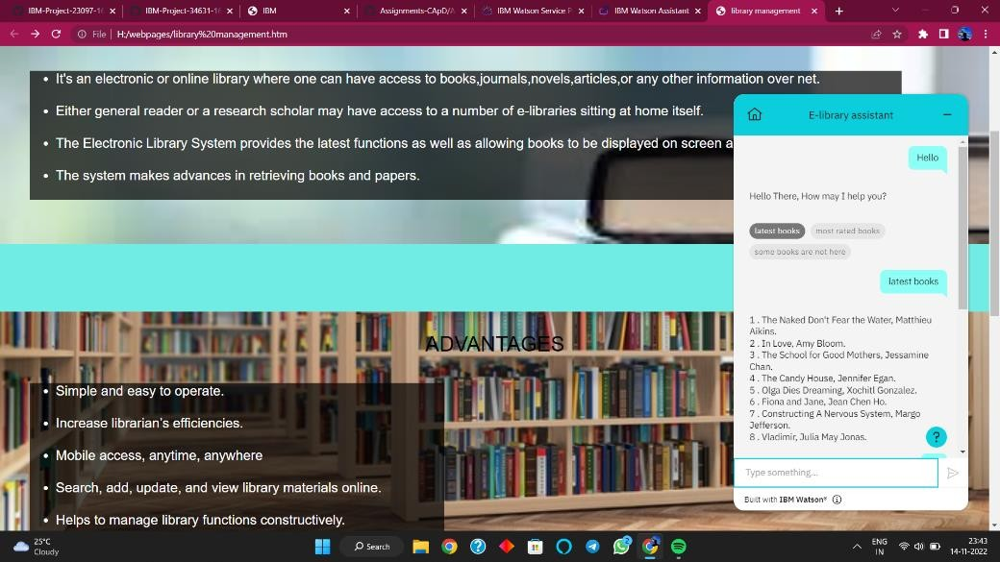 IBM-Project-23097-16
IBM-Project-34631-16
IBM
Assignments-CApD/A
IBM Watson Service P
IBM Watson Assistant
library management
File | H:/webpages/library%20management.htm
• It's an electronic or online library where one can have access to books,journals,novels,articles,or any other information over net.
• Either general reader or a research scholar may have access to a number of e-libraries sitting at home itself.
• The Electronic Library System provides the latest functions as well as allowing books to be displayed on screen a
• The system makes advances in retrieving books and papers.
ADVANTAGES
• Simple and easy to operate.
• Increase librarian's efficiencies.
• Mobile access, anytime, anywhere
• Search, add, update, and view library materials online.
• Helps to manage library functions constructively.
E-library assistant
Hello
Hello There, How may I help you?
latest books
most rated books
some books are not here
latest books
1 . The Naked Don't Fear the Water, Matthieu
Aikins.
2 . In Love, Amy Bloom.
3 . The School for Good Mothers, Jessamine
Chan.
4 . The Candy House, Jennifer Egan.
5 . Olga Dies Dreaming, Xochitl Gonzalez.
6 . Fiona and Jane, Jean Chen Ho.
7 . Constructing A Nervous System, Margo
Jefferson.
8 . Vladimir, Julia May Jonas.
?
Type something...
Built with IBM Watson®
25°C
Cloudy
Search
2
ENG
IN
23:43
14-11-2022